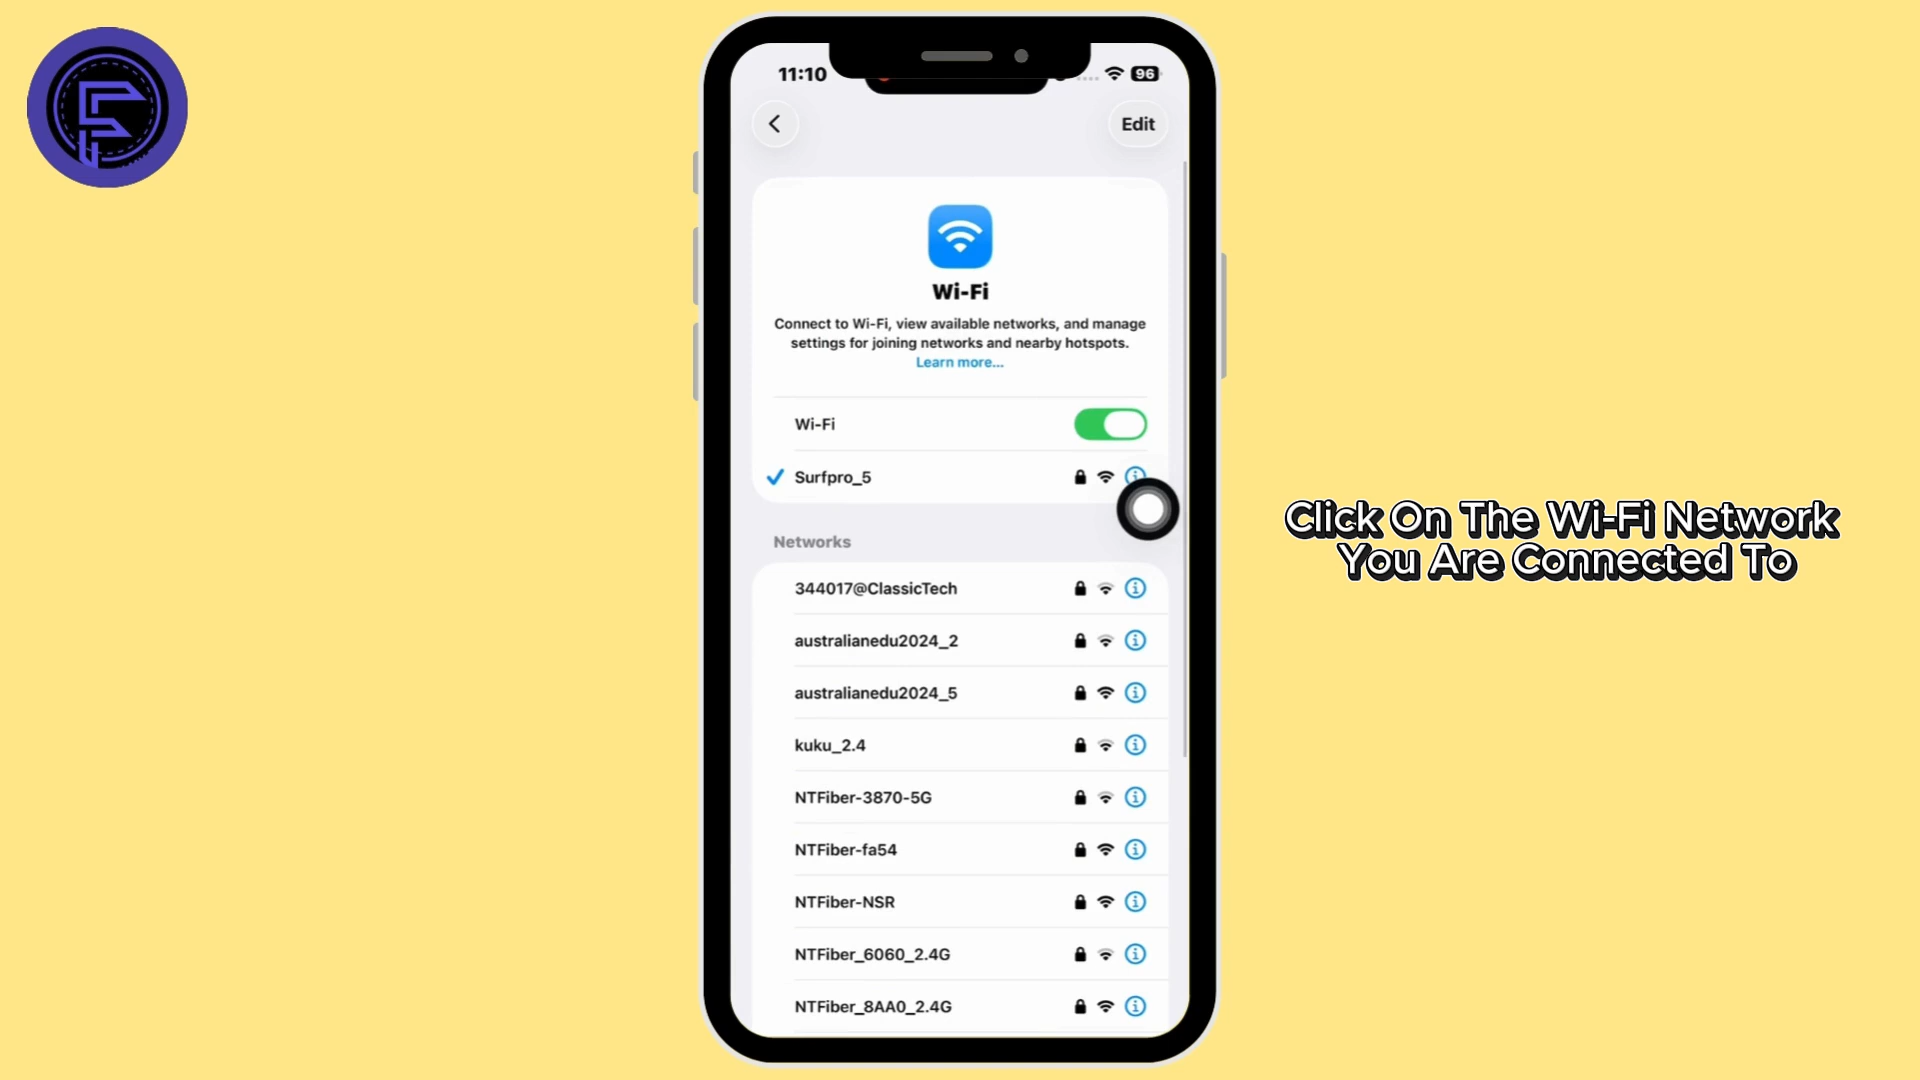 11:10
96
Edit
Wi-Fi
Connect to Wi-Fi, view available networks, and manage
settings for joining networks and nearby hotspots.
Learn more...
Wi-Fi
Surfpro_5
Networks
344017@ClassicTech
australianedu2024_2
australianedu2024_5
kuku_2.4
NTFiber-3870-5G
NTFiber-fa54
NTFiber-NSR
NTFiber_6060_2.4G
NTFiber_8AA0_2.4G
Click On The Wi-Fi Network
You Are Connected To